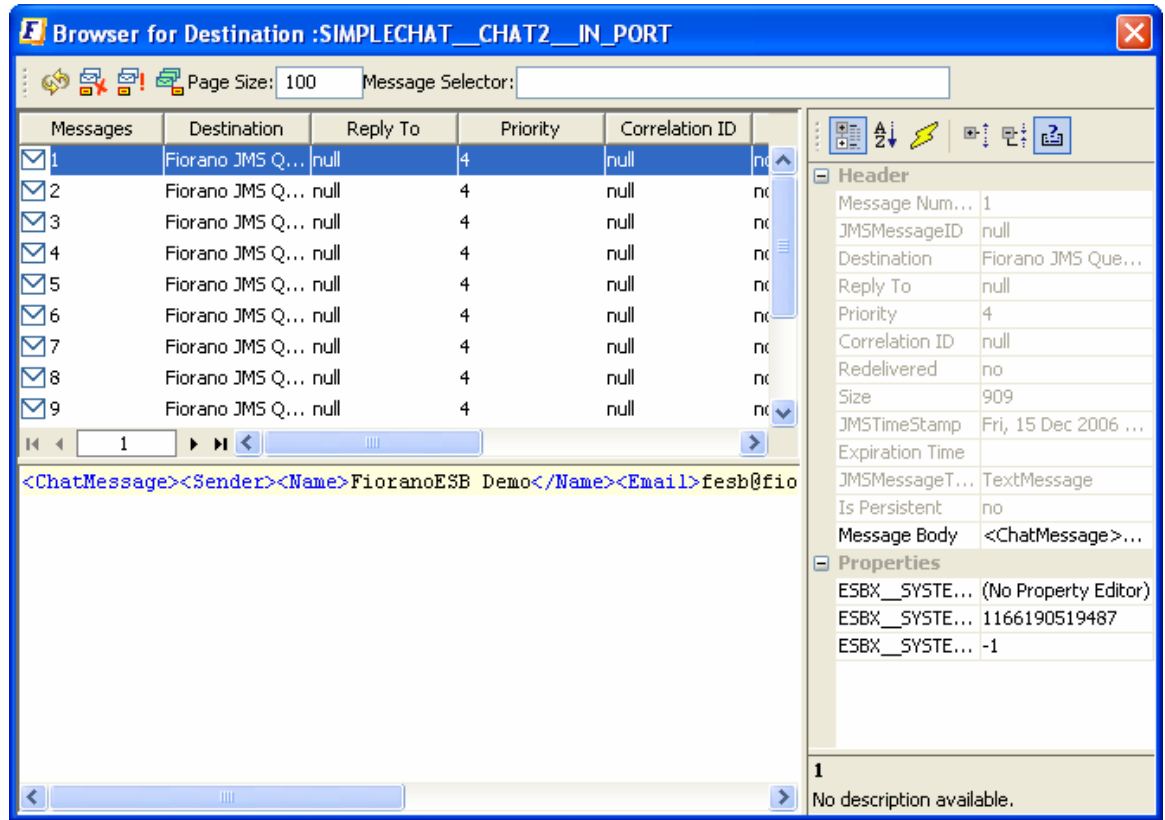 Browser for Destination :SIMPLECHAT__CHAT2__IN_PORT
Page Size: 100 Message Selector:
Messages Destination Reply To Priority Correlation ID
1 Fiorano JMS Q... null 4 null
2 Fiorano JMS Q... null 4 null
3 Fiorano JMS Q... null 4 null
4 Fiorano JMS Q... null 4 null
5 Fiorano JMS Q... null 4 null
6 Fiorano JMS Q... null 4 null
7 Fiorano JMS Q... null 4 null
8 Fiorano JMS Q... null 4 null
9 Fiorano JMS Q... null 4 null
1
<ChatMessage><Sender><Name>FioranoESB Demo</Name><Email>fesb@fio
Header
Message Num... 1
JMSMessageID null
Destination Fiorano JMS Que...
Reply To null
Priority 4
Correlation ID null
Redelivered no
Size 909
JMSTimeStamp Fri, 15 Dec 2006 ...
Expiration Time
JMSMessageT... TextMessage
Is Persistent no
Message Body <ChatMessage>...
Properties
ESBX__SYSTE... (No Property Editor)
ESBX__SYSTE... 1166190519487
ESBX__SYSTE... -1
1
No description available.